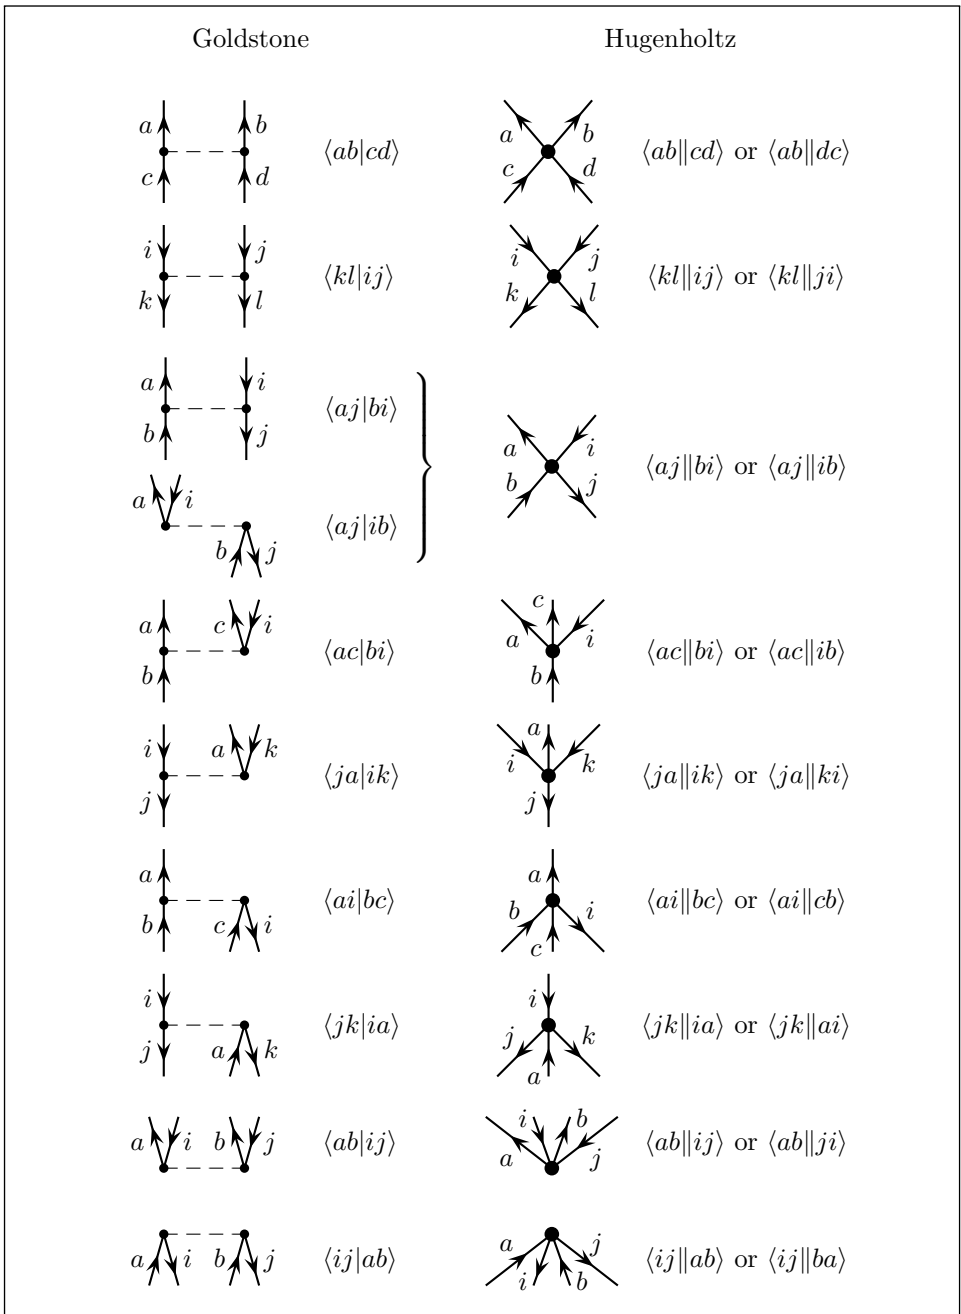 Goldstone Hugenholtz
a b ⟨ab|cd⟩ a b ⟨ab‖cd⟩ or ⟨ab‖dc⟩
c d c d
i j ⟨kl|ij⟩ i j ⟨kl‖ij⟩ or ⟨kl‖ji⟩
k l k l
a i ⟨aj|bi⟩
b j
a i ⟨aj‖bi⟩ or ⟨aj‖ib⟩
b j
a i ⟨aj|ib⟩
b j
a c i ⟨ac|bi⟩ c a i ⟨ac‖bi⟩ or ⟨ac‖ib⟩
b b
i a k ⟨ja|ik⟩ a i k ⟨ja‖ik⟩ or ⟨ja‖ki⟩
j j
a ⟨ai|bc⟩ a ⟨ai‖bc⟩ or ⟨ai‖cb⟩
b c i b i c
i ⟨jk|ia⟩ i ⟨jk‖ia⟩ or ⟨jk‖ai⟩
j a k j k a
a i b j ⟨ab|ij⟩ i b a j ⟨ab‖ij⟩ or ⟨ab‖ji⟩
a i b j ⟨ij|ab⟩ a j i b ⟨ij‖ab⟩ or ⟨ij‖ba⟩